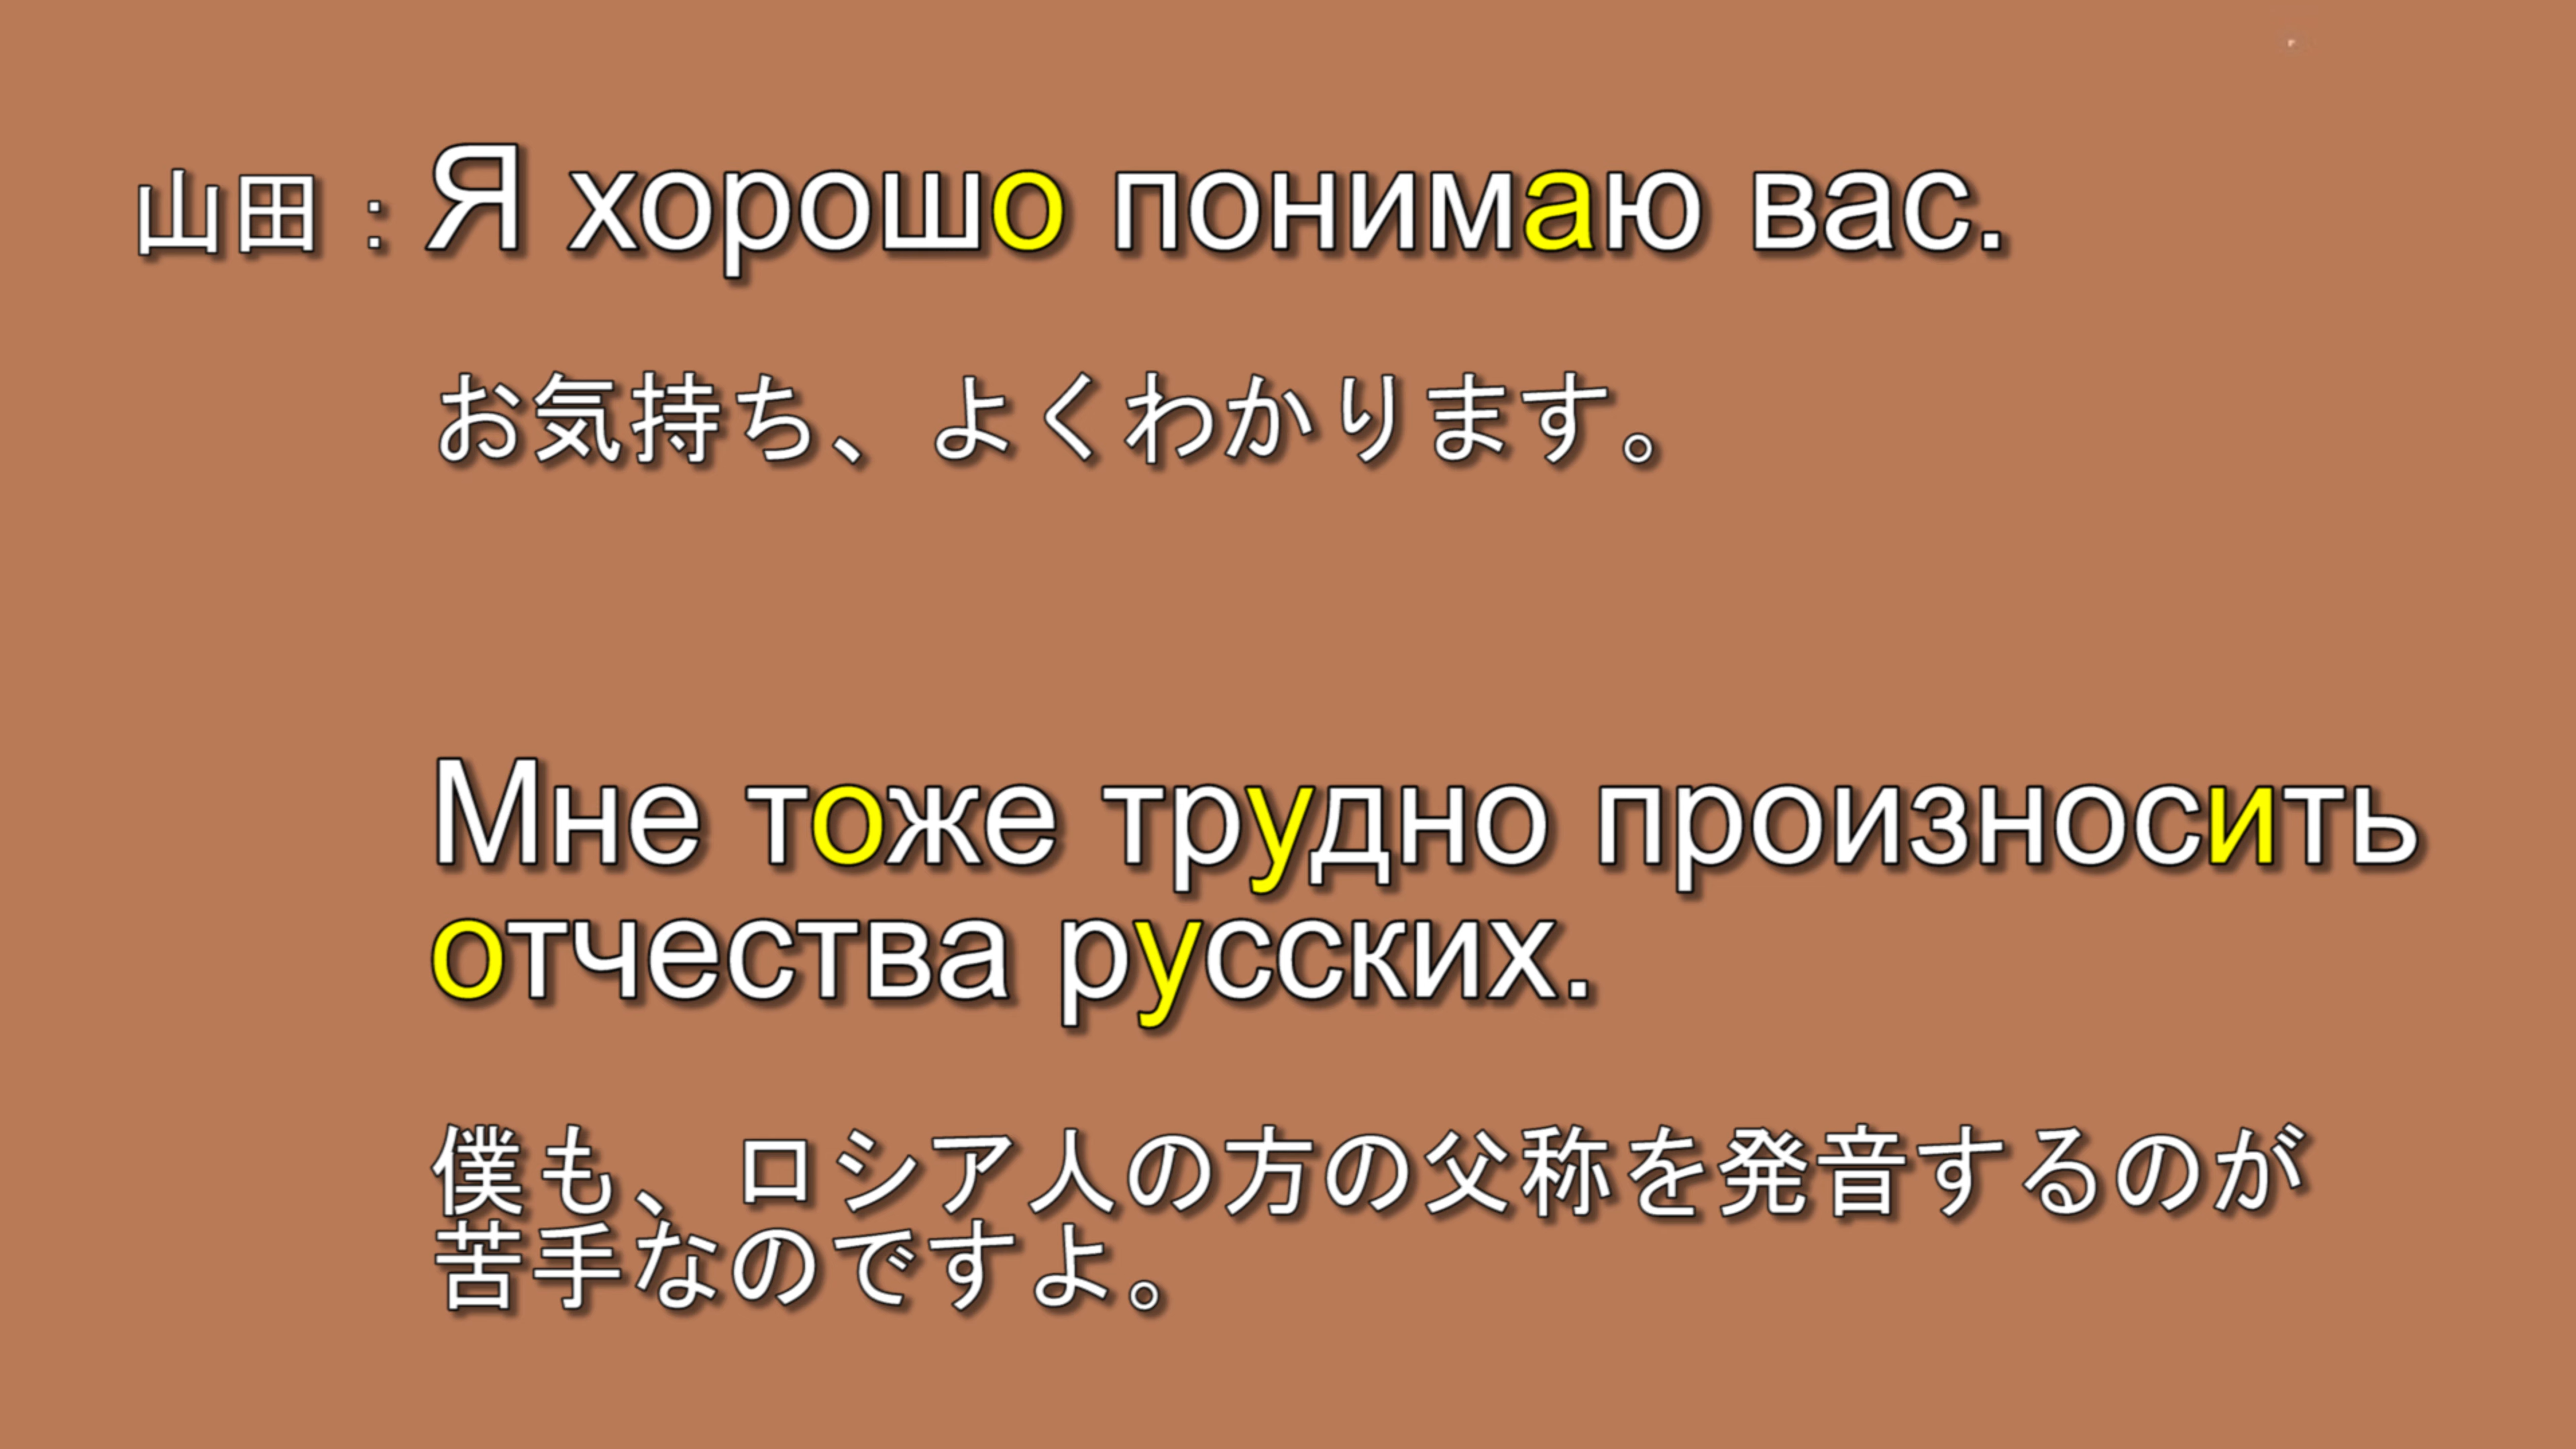 山田：Я хорошо понимаю вас.
お気持ち、よくわかります。
Мне тоже трудно произносить
отчества русских.
僕も、ロシア人の方の父称を発音するのが
苦手なのですよ。